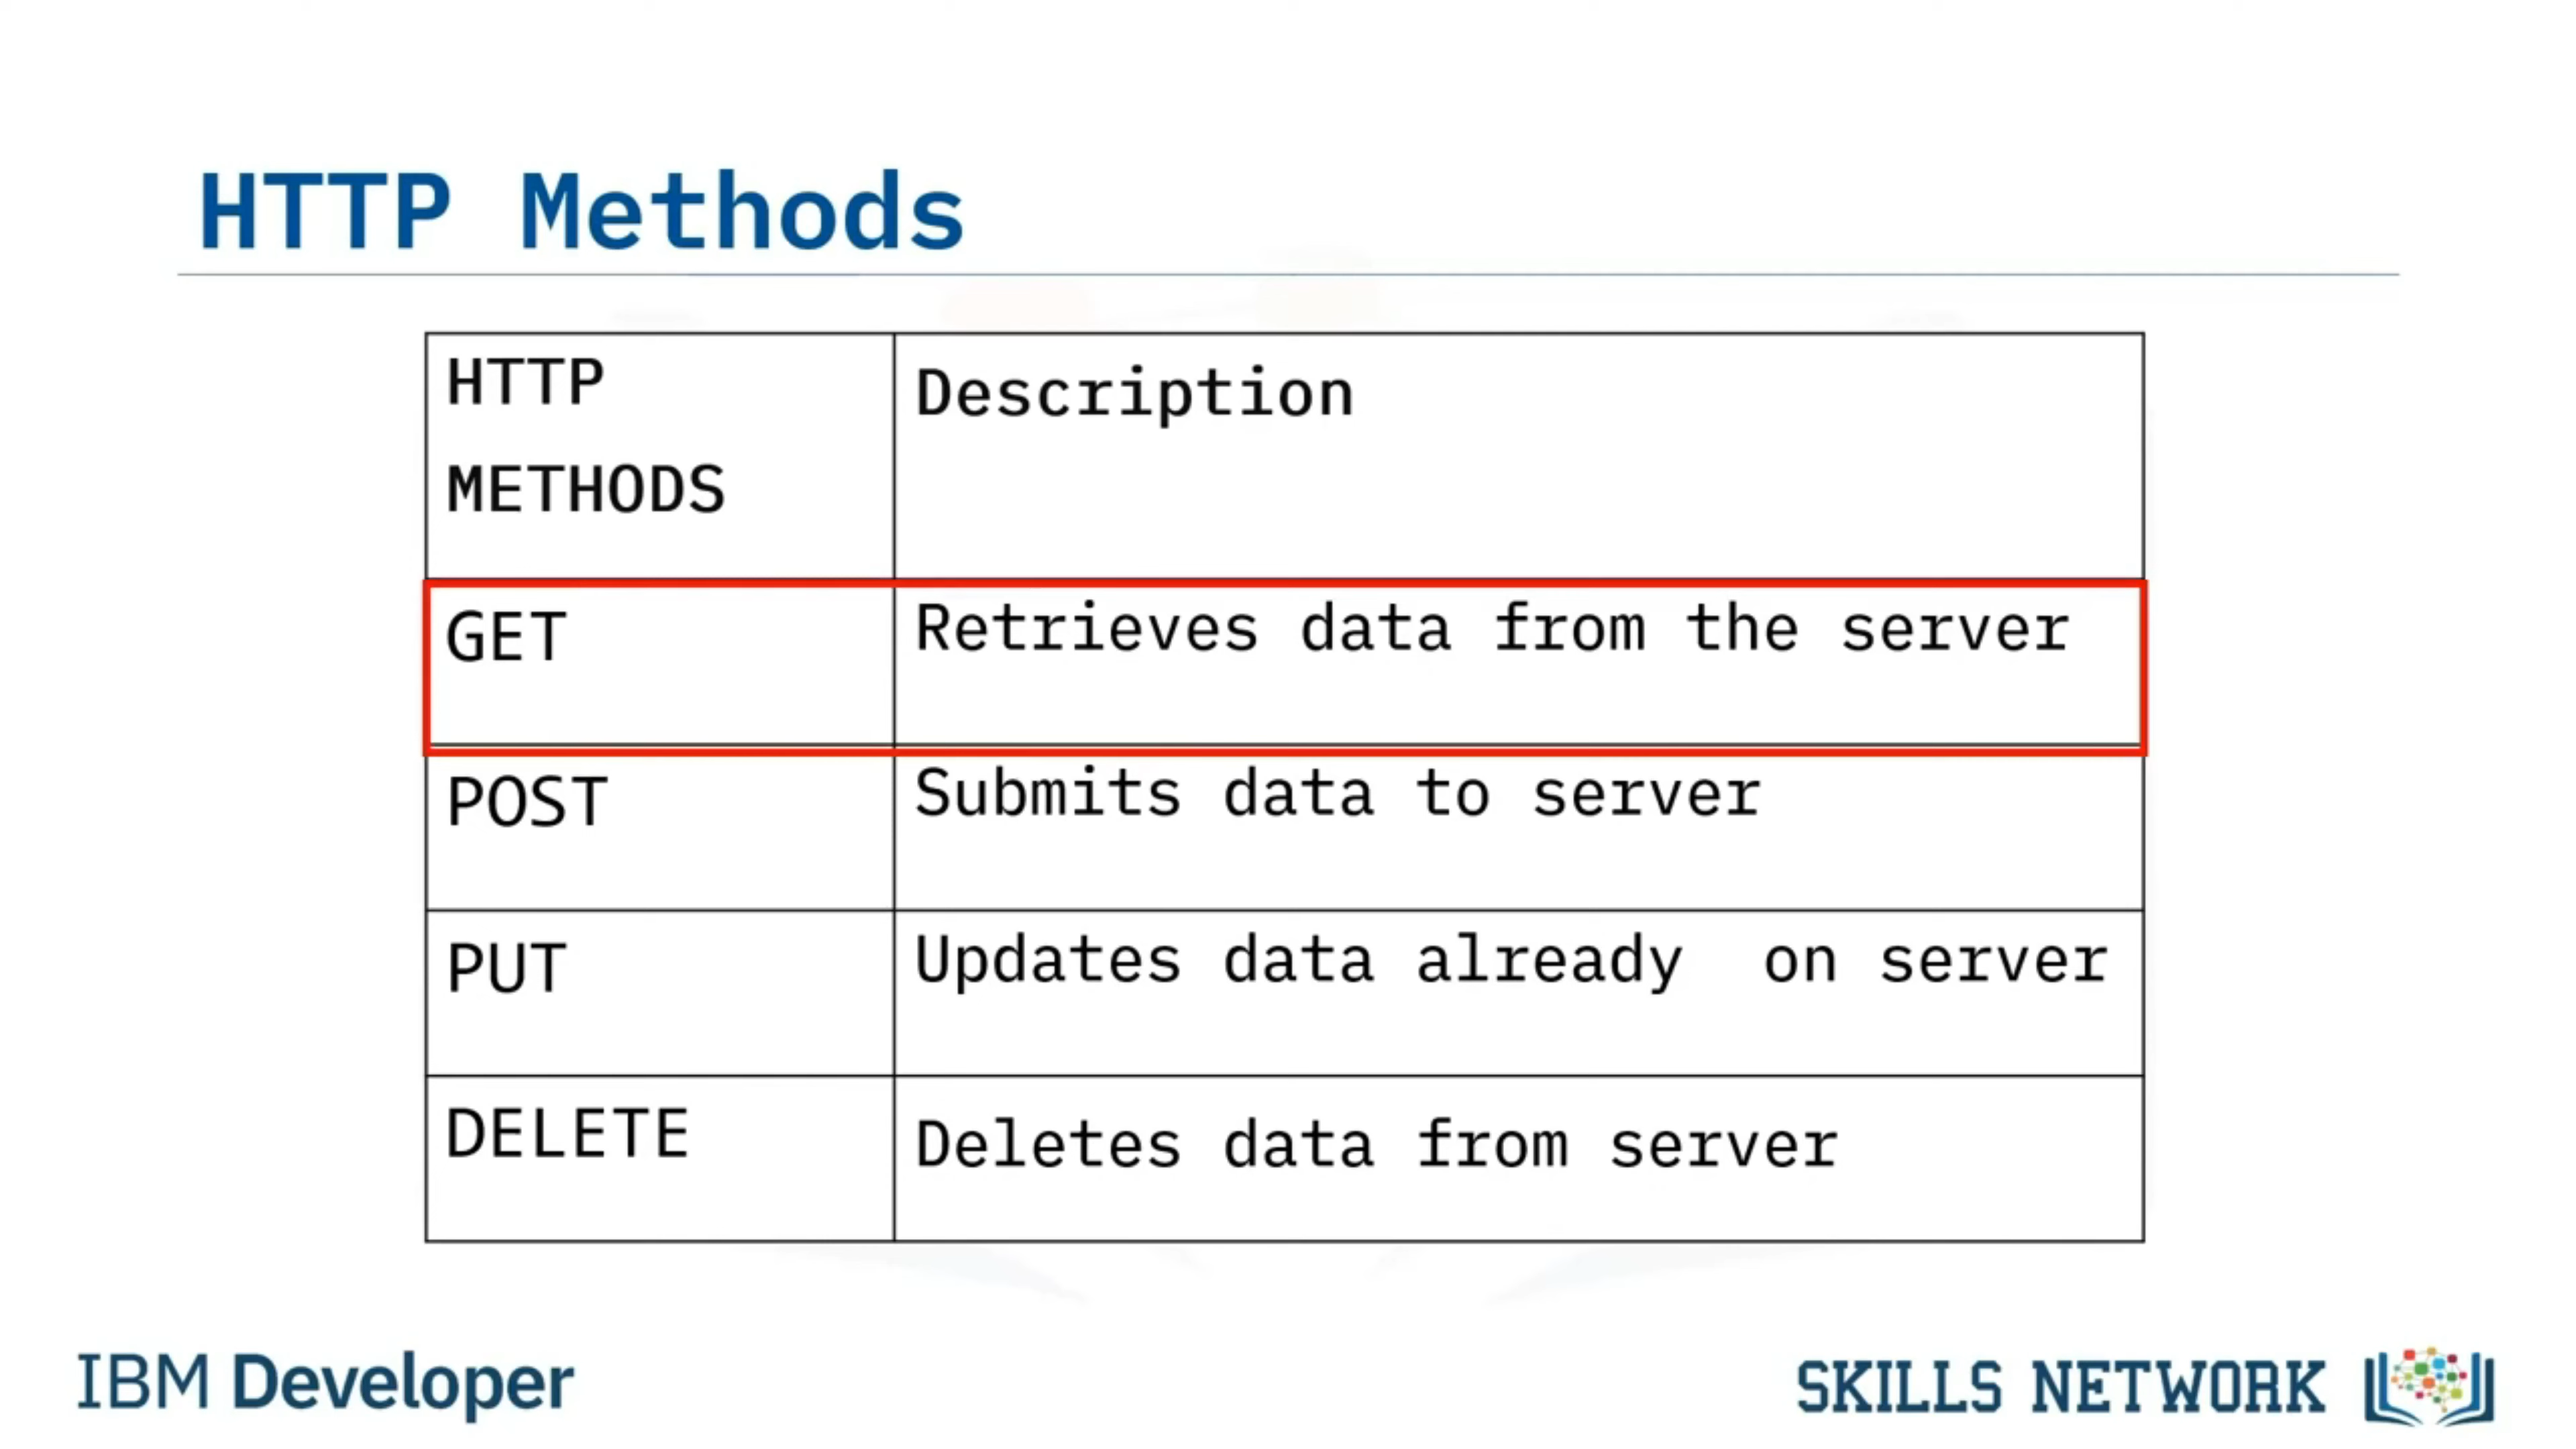 HTTP Methods
HTTP
METHODS
Description
GET
Retrieves data from the server
POST
Submits data to server
PUT
Updates data already  on server
DELETE
Deletes data from server
IBM Developer
SKILLS NETWORK